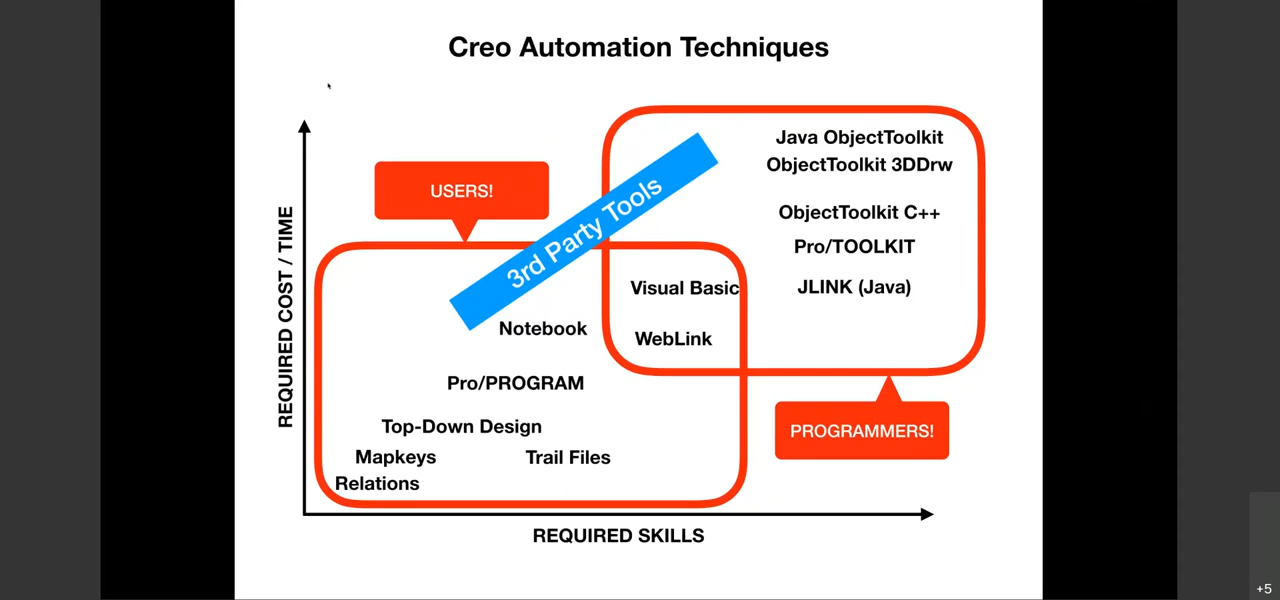 Creo Automation Techniques
REQUIRED COST / TIME
USERS!
3rd Party Tools
Java ObjectToolkit
ObjectToolkit 3DDrw
ObjectToolkit C++
Pro/TOOLKIT
Visual Basic
JLINK (Java)
Notebook
WebLink
Pro/PROGRAM
Top-Down Design
PROGRAMMERS!
Mapkeys
Trail Files
Relations
REQUIRED SKILLS
+5